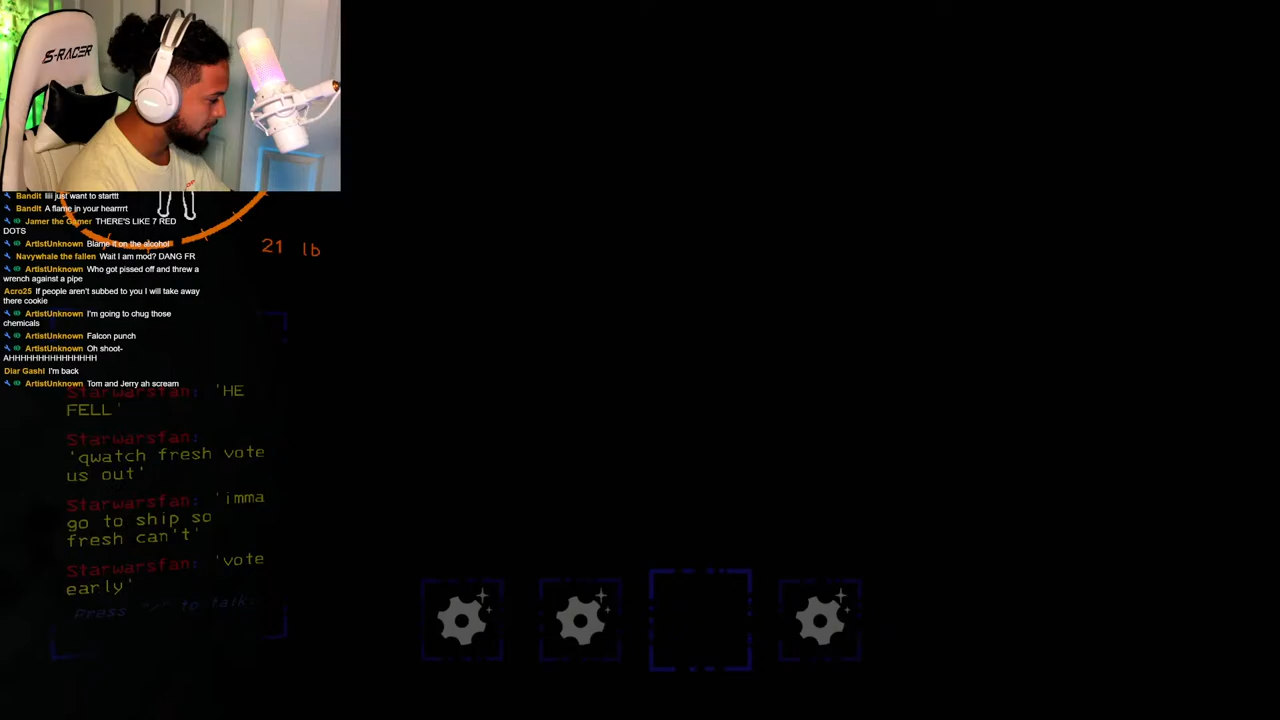 S-RACER
Bandit Iiii just want to starttt
Bandit A flame in your hearrrrt
Jamer the Gamer THERE'S LIKE 7 RED
DOTS
ArtistUnknown Blame it on the alcohol
Navywhale the fallen Wait I am mod? DANG FR
ArtistUnknown Who got pissed off and threw a
wrench against a pipe
Acro25 If people aren't subbed to you I will take away
there cookie
ArtistUnknown I'm going to chug those
chemicals
ArtistUnknown Falcon punch
ArtistUnknown Oh shoot-
AHHHHHHHHHHHHHHH
Diar Gashi I'm back
ArtistUnknown Tom and Jerry ah scream
21 lb
Starwarsfan: 'HE
FELL'
Starwarsfan:
'qwatch fresh vote
us out'
Starwarsfan: 'imma
go to ship so
fresh can't'
Starwarsfan: 'vote
early'
Press "/" to talk: